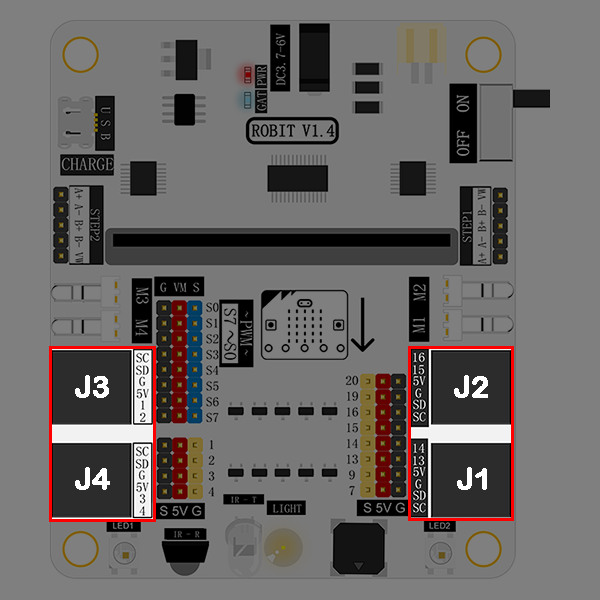 DC3.7-6V
PWR
GAT
ON
OFF
ROBIT V1.4
USB
CHARGE
A+ A- B+ B- VW
STEP2
STEP1
A+ A- B+ B- VW
M3
M4
G VM S
S0
S1
S2
S3
S4
S5
S6
S7
~PWM~
S7~S0
M2
M1
J3
SC
SD
G
5V
1
2
J4
SC
SD
G
5V
3
4
1
2
3
4
S 5V G
20
19
16
15
14
13
9
7
S 5V G
16
15
5V
G
SD
SC
J2
14
13
5V
G
SD
SC
J1
IR-T
LIGHT
LED1
IR-R
LED2